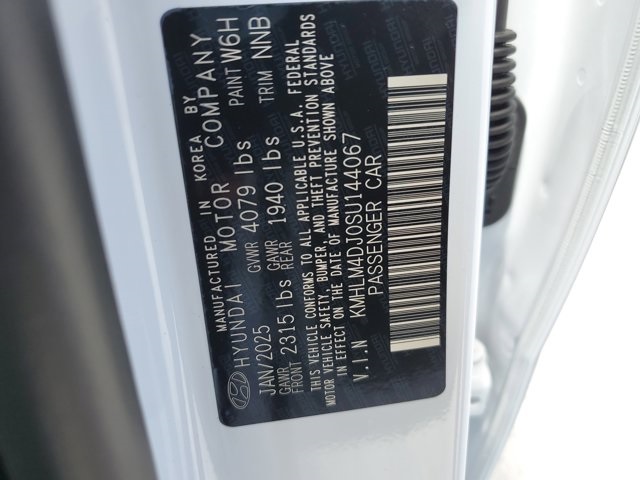 MANUFACTURED IN KOREA BY
HYUNDAI MOTOR COMPANY
JAN/2025 GVWR 4079 lbs PAINT W6H
GAWR FRONT 2315 lbs GAWR REAR 1940 lbs TRIM NNB
THIS VEHICLE CONFORMS TO ALL APPLICABLE U.S.A. FEDERAL
MOTOR VEHICLE SAFETY, BUMPER, AND THEFT PREVENTION STANDARDS
IN EFFECT ON THE DATE OF MANUFACTURE SHOWN ABOVE
V.I.N KMHLM4DJ0SU144067
PASSENGER CAR